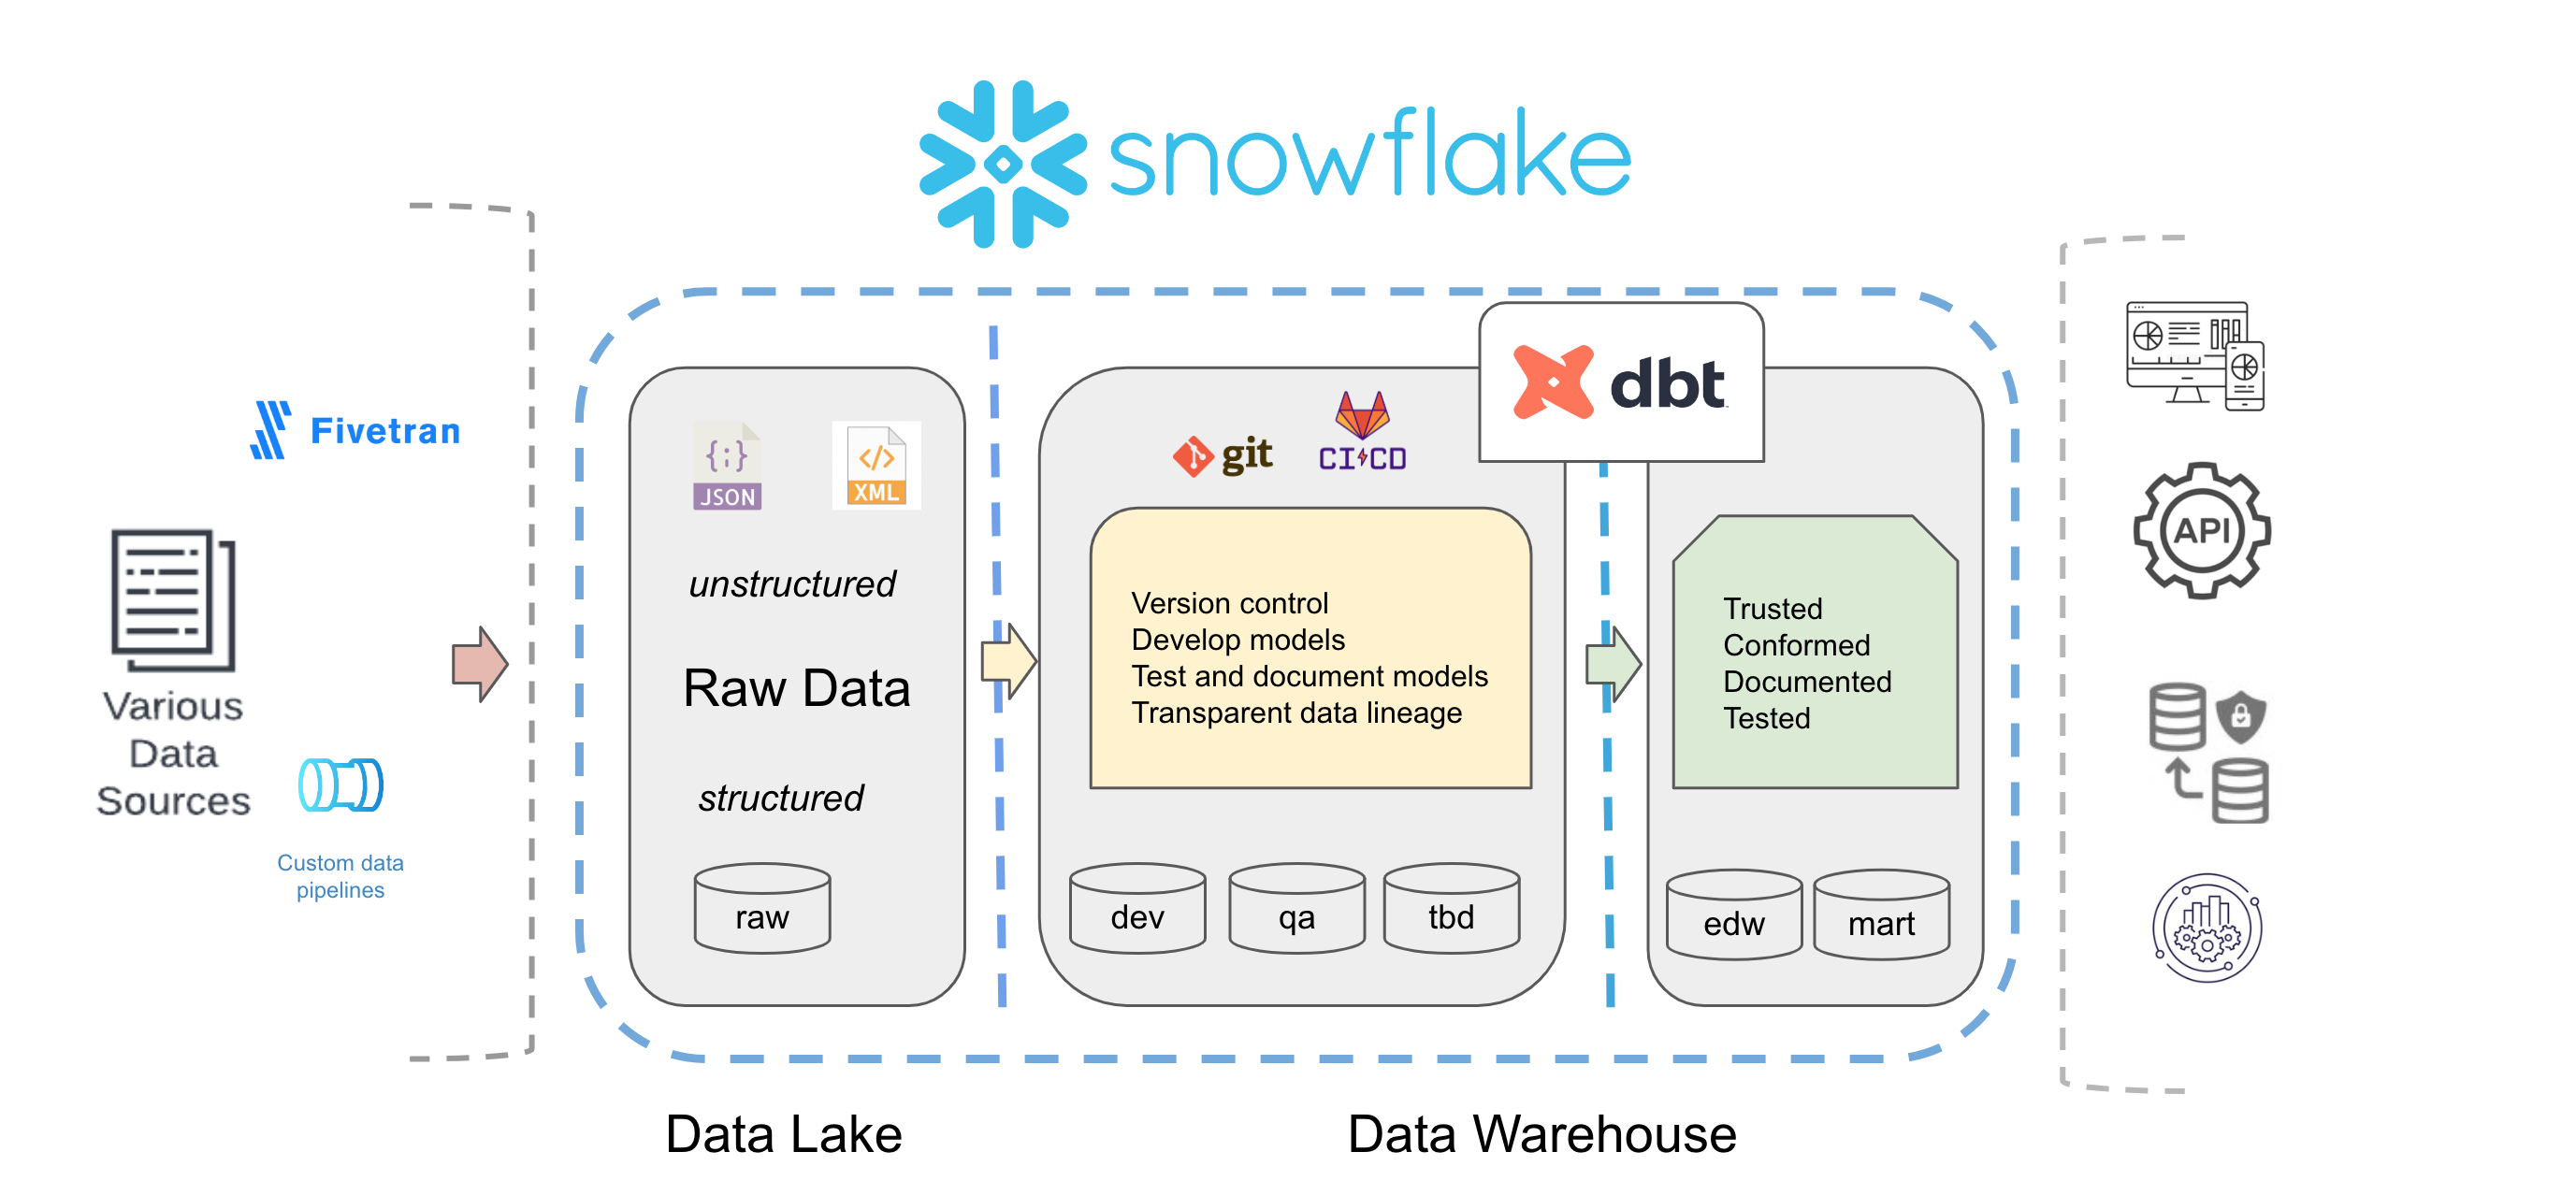 snowflake
Fivetran
Various
Data
Sources
Custom data
pipelines
JSON
XML
unstructured
Raw Data
structured
raw
git
CI CD
dbt
Version control
Develop models
Test and document models
Transparent data lineage
dev
qa
tbd
Trusted
Conformed
Documented
Tested
edw
mart
API
Data Lake
Data Warehouse